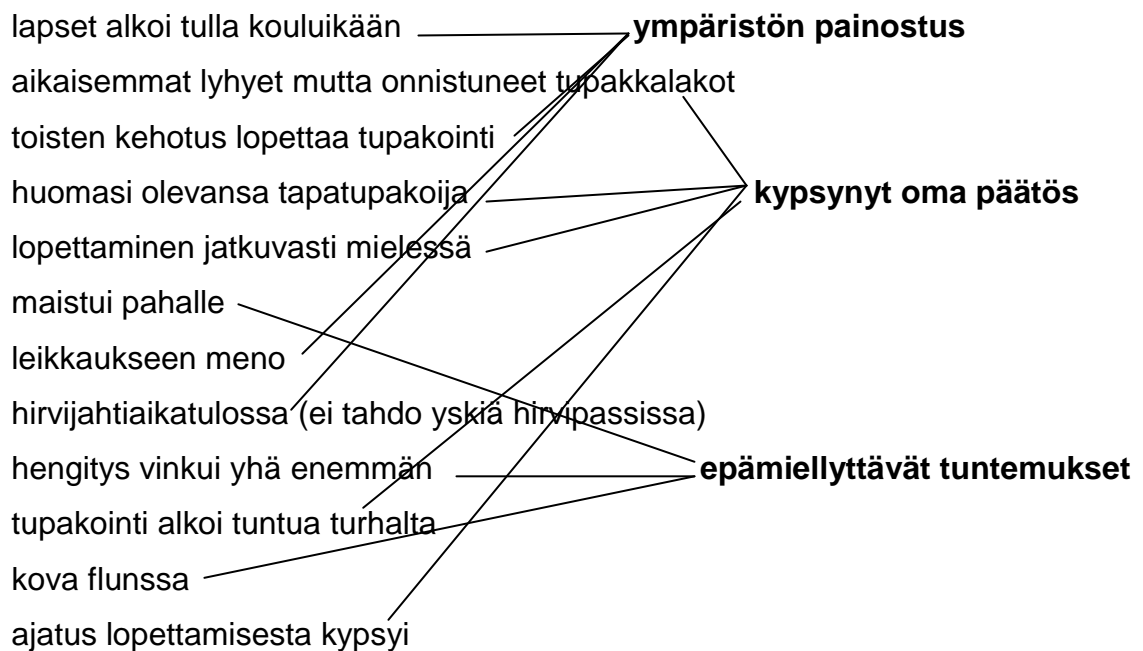 lapset alkoi tulla kouluikään
ympäristön painostus
aikaisemmat lyhyet mutta onnistuneet tupakkalakot
toisten kehotus lopettaa tupakointi
huomasi olevansa tapatupakoija
kypsynyt oma päätös
lopettaminen jatkuvasti mielessä
maistui pahalle
leikkaukseen meno
hirvijahtiaikatulossa (ei tahdo yskiä hirvipassissa)
hengitys vinkui yhä enemmän
epämiellyttävät tuntemukset
tupakointi alkoi tuntua turhalta
kova flunssa
ajatus lopettamisesta kypsyi